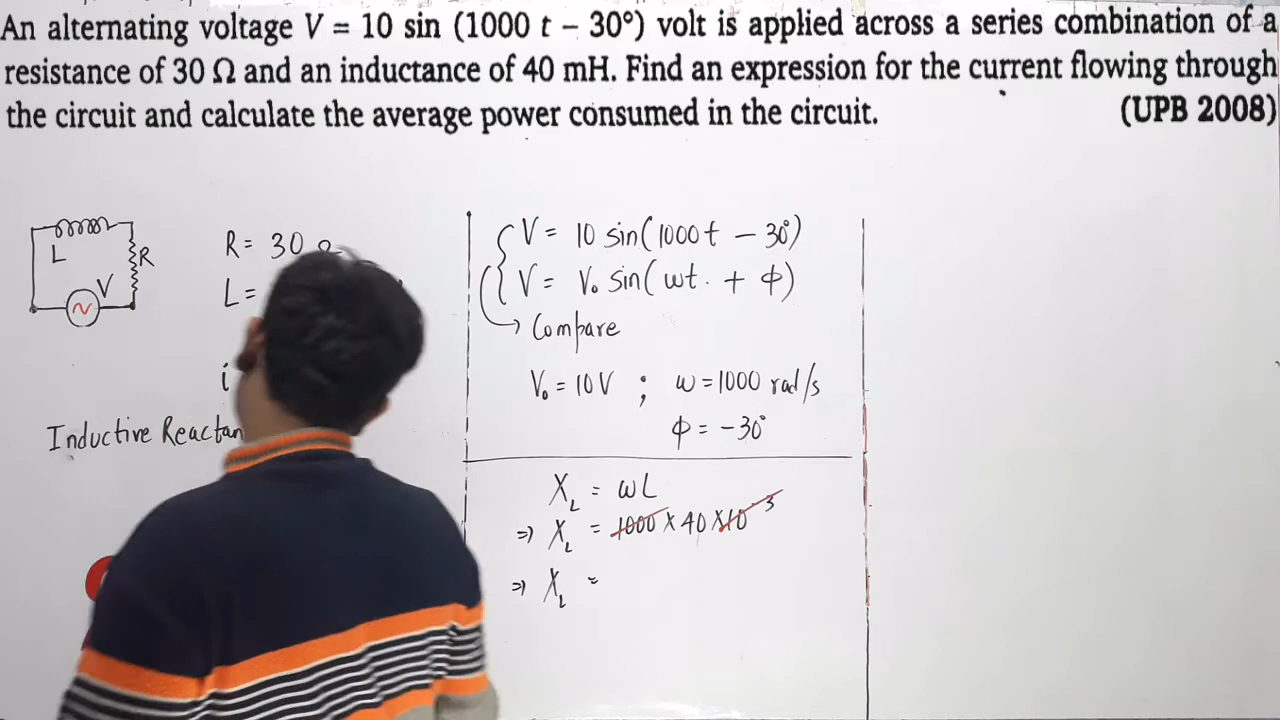 An alternating voltage V = 10 sin (1000 t – 30°) volt is applied across a series combination of a
resistance of 30 Ω and an inductance of 40 mH. Find an expression for the current flowing through
the circuit and calculate the average power consumed in the circuit.
(UPB 2008)
L
R
V
~
R = 30
L =
i
Inductive
V = 10 sin(1000t – 30°)
V = V₀ sin(ωt . + φ)
→ Compare
V₀ = 10 V ; ω = 1000 rad/s
φ = –30°
X_L = ωL
⇒ X_L = 1000 × 40 × 10⁻³
⇒ X_L =